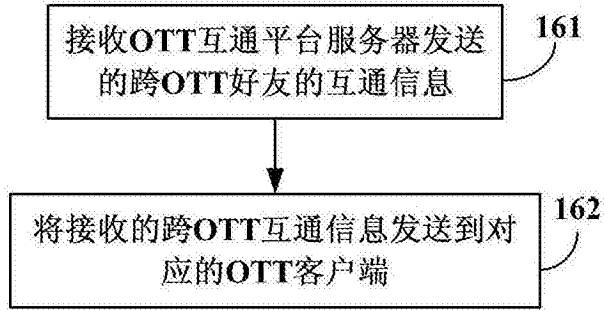 接收OTT互通平台服务器发送
的跨OTT好友的互通信息
161
将接收的跨OTT互通信息发送到对
应的OTT客户端
162